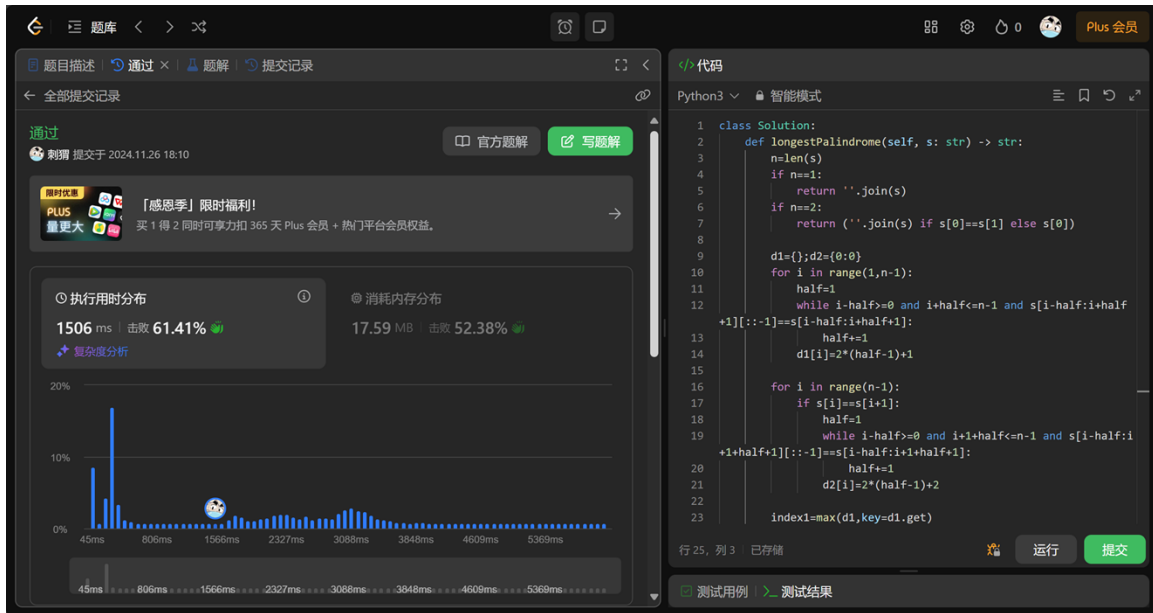 题库
0
Plus 会员
题目描述
通过
题解
提交记录
全部提交记录
通过
刺猬 提交于 2024.11.26 18:10
官方题解
写题解
限时优惠
PLUS
量更大
「感恩季」限时福利！
买 1 得 2 同时可享力扣 365 天 Plus 会员 + 热门平台会员权益。
执行用时分布
1506 ms 击败 61.41%
复杂度分析
消耗内存分布
17.59 MB 击败 52.38%
20%
10%
0%
45ms 806ms 1566ms 2327ms 3088ms 3848ms 4609ms 5369ms
45ms 806ms 1566ms 2327ms 3088ms 3848ms 4609ms 5369ms
</>代码
Python3 智能模式
1 class Solution:
2 def longestPalindrome(self, s: str) -> str:
3 n=len(s)
4 if n==1:
5 return ''.join(s)
6 if n==2:
7 return (''.join(s) if s[0]==s[1] else s[0])
8
9 d1={};d2={0:0}
10 for i in range(1,n-1):
11 half=1
12 while i-half>=0 and i+half<=n-1 and s[i-half:i+half
+1][::-1]==s[i-half:i+half+1]:
13 half+=1
14 d1[i]=2*(half-1)+1
15
16 for i in range(n-1):
17 if s[i]==s[i+1]:
18 half=1
19 while i-half>=0 and i+1+half<=n-1 and s[i-half:i
+1+half+1][::-1]==s[i-half:i+1+half+1]:
20 half+=1
21 d2[i]=2*(half-1)+2
22
23 index1=max(d1,key=d1.get)
行 25，列 3 已存储
运行
提交
测试用例
>_ 测试结果